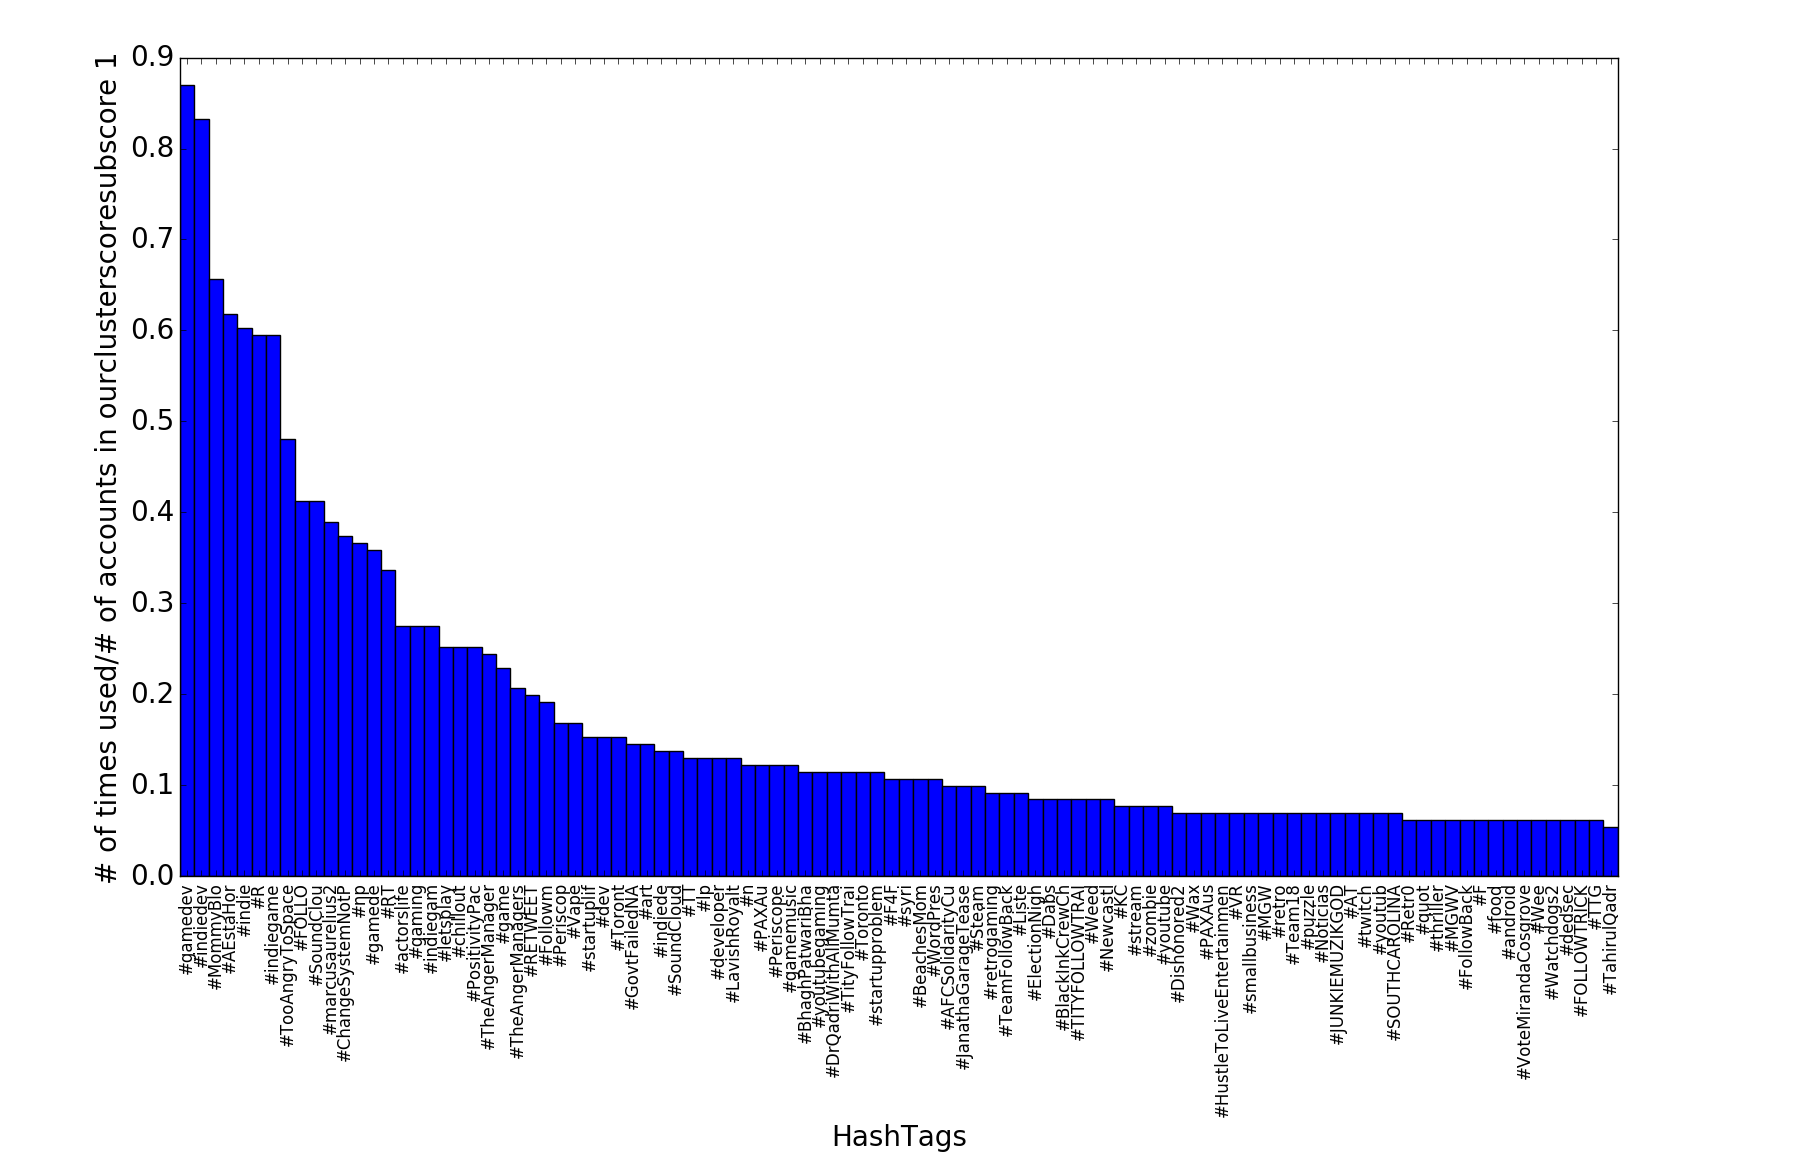 # of times used/# of accounts in ourclusterscoresubscore 1
0.9
0.8
0.7
0.6
0.5
0.4
0.3
0.2
0.1
0.0
#gamedev
#indiedev
#MommyBlo
#AEstaHor
#indie
#R
#indiegame
#TooAngryToSpace
#FOLLO
#SoundClou
#marcusaurelius2
#ChangeSystemNotP
#np
#gamede
#RT
#actorslife
#gaming
#indiegam
#letsplay
#chillout
#PositivityPac
#TheAngerManager
#game
#TheAngerManagers
#RETWEET
#Followm
#Periscop
#Vape
#startuplif
#dev
#Toront
#GovtFailedNA
#art
#indiede
#SoundCloud
#TT
#lp
#developer
#LavishRoyalt
#n
#PAXAu
#Periscope
#gamemusic
#BhaghPatwariBha
#youtubegaming
#DrQadriWithAllMumta
#TityFollowTrai
#Toronto
#startupproblem
#F4F
#syri
#BeachesMom
#WordPres
#AFCSolidarityCu
#JanathaGarageTease
#Steam
#retrogaming
#TeamFollowBack
#Liste
#ElectionNigh
#Dabs
#BlackInkCrewCh
#TITYFOLLOWTRAI
#Weed
#Newcastl
#KC
#stream
#zombie
#youtube
#Dishonored2
#Wax
#PAXAus
#HustleToLiveEntertainmen
#VR
#smallbusiness
#MGW
#retro
#Team18
#puzzle
#Noticias
#JUNKIEMUZIKGOD
#AT
#twitch
#youtub
#SOUTHCAROLINA
#Retr0
#quot
#thriller
#MGWV
#FollowBack
#F
#food
#android
#VoteMirandaCosgrove
#Wee
#Watchdogs2
#dedsec
#FOLLOWTRICK
#TTG
#TahirulQadr
HashTags